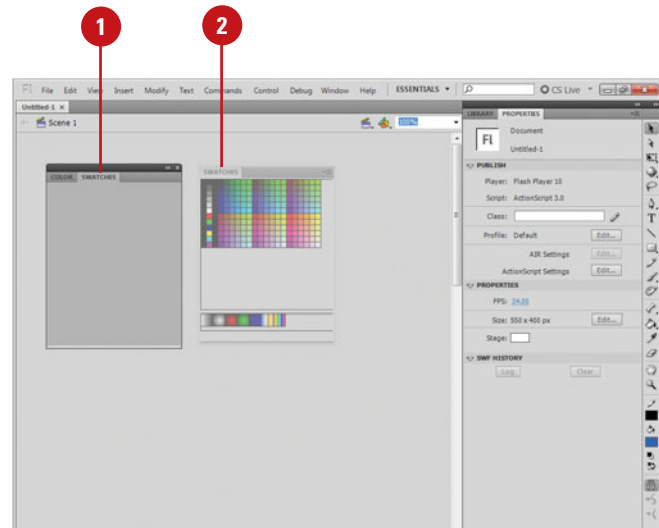 1
2
Fl File Edit View Insert Modify Text Commands Control Debug Window Help ESSENTIALS CS Live
Untitled-1 ×
Scene 1 100%
LIBRARY PROPERTIES
Fl Document
Untitled-1
PUBLISH
Player: Flash Player 10
Script: ActionScript 3.0
Class:
Profile: Default Edit...
AIR Settings Edit...
ActionScript Settings Edit...
PROPERTIES
FPS: 24.00
Size: 550 x 400 px Edit...
Stage:
SWF HISTORY
Log Clear
COLOR SWATCHES
SWATCHES
T